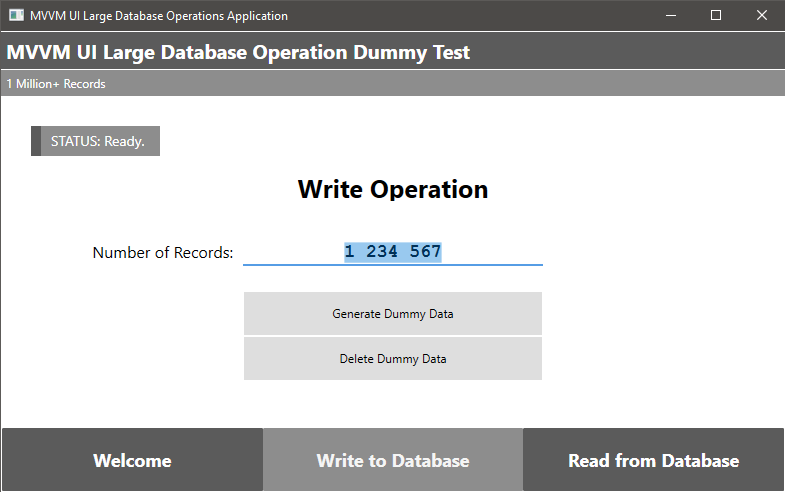 MVVM UI Large Database Operations Application
MVVM UI Large Database Operation Dummy Test
1 Million+ Records
STATUS: Ready.
Write Operation
Number of Records: 1 234 567
Generate Dummy Data
Delete Dummy Data
Welcome Write to Database Read from Database